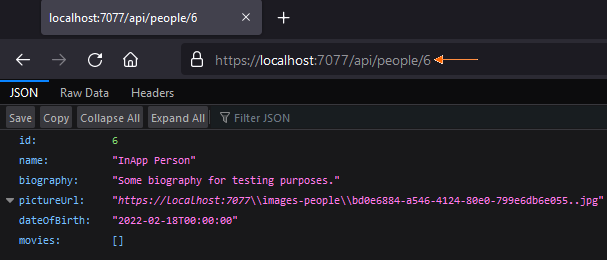 localhost:7077/api/people/6
https://localhost:7077/api/people/6
JSON Raw Data Headers
Save Copy Collapse All Expand All Filter JSON
id: 6
name: "InApp Person"
biography: "Some biography for testing purposes."
pictureUrl: "https://localhost:7077\\images-people\\bd0e6884-a546-4124-80e0-799e6db6e055..jpg"
dateOfBirth: "2022-02-18T00:00:00"
movies: []